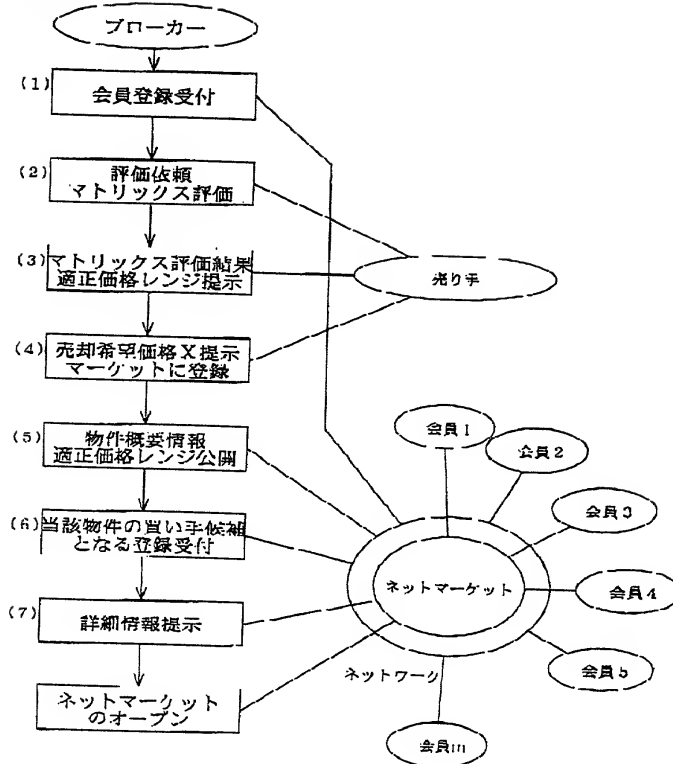 ブローカー
(1)
会員登録受付
(2)
評価依頼
マトリックス評価
(3)
マトリックス評価結果
適正価格レンジ提示
売り手
(4)
売却希望価格X提示
マーケットに登録
(5)
物件概要情報
適正価格レンジ公開
会員1
会員2
(6)
当該物件の買い手候補
となる登録受付
会員3
ネットマーケット
会員4
(7)
詳細情報提示
ネットワーク
会員5
ネットマーケット
のオープン
会員m